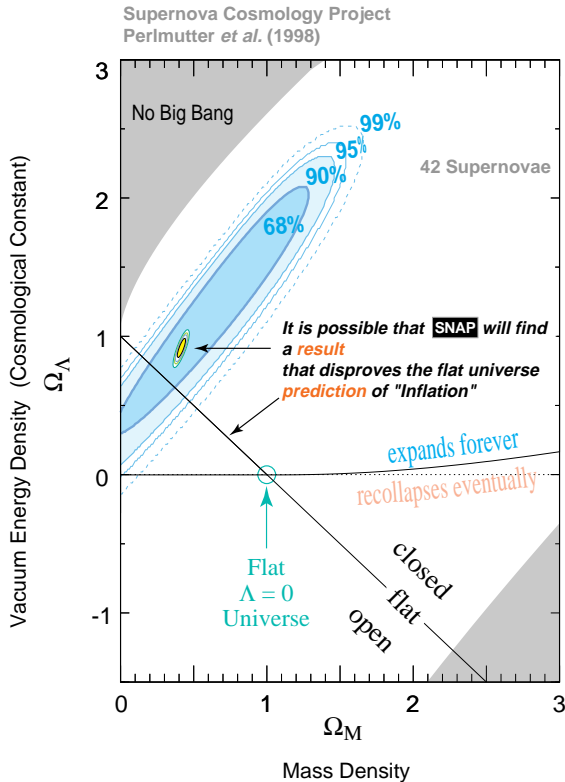 Supernova Cosmology Project
Perlmutter et al. (1998)
3
No Big Bang
99%
95%
90%
42 Supernovae
2
68%
Vacuum Energy Density (Cosmological Constant)
Ω_Λ
1
It is possible that SNAP will find
a result
that disproves the flat universe
prediction of "Inflation"
expands forever
0
recollapses eventually
Flat
Λ = 0
Universe
closed
flat
open
-1
0
1
2
3
Ω_M
Mass Density